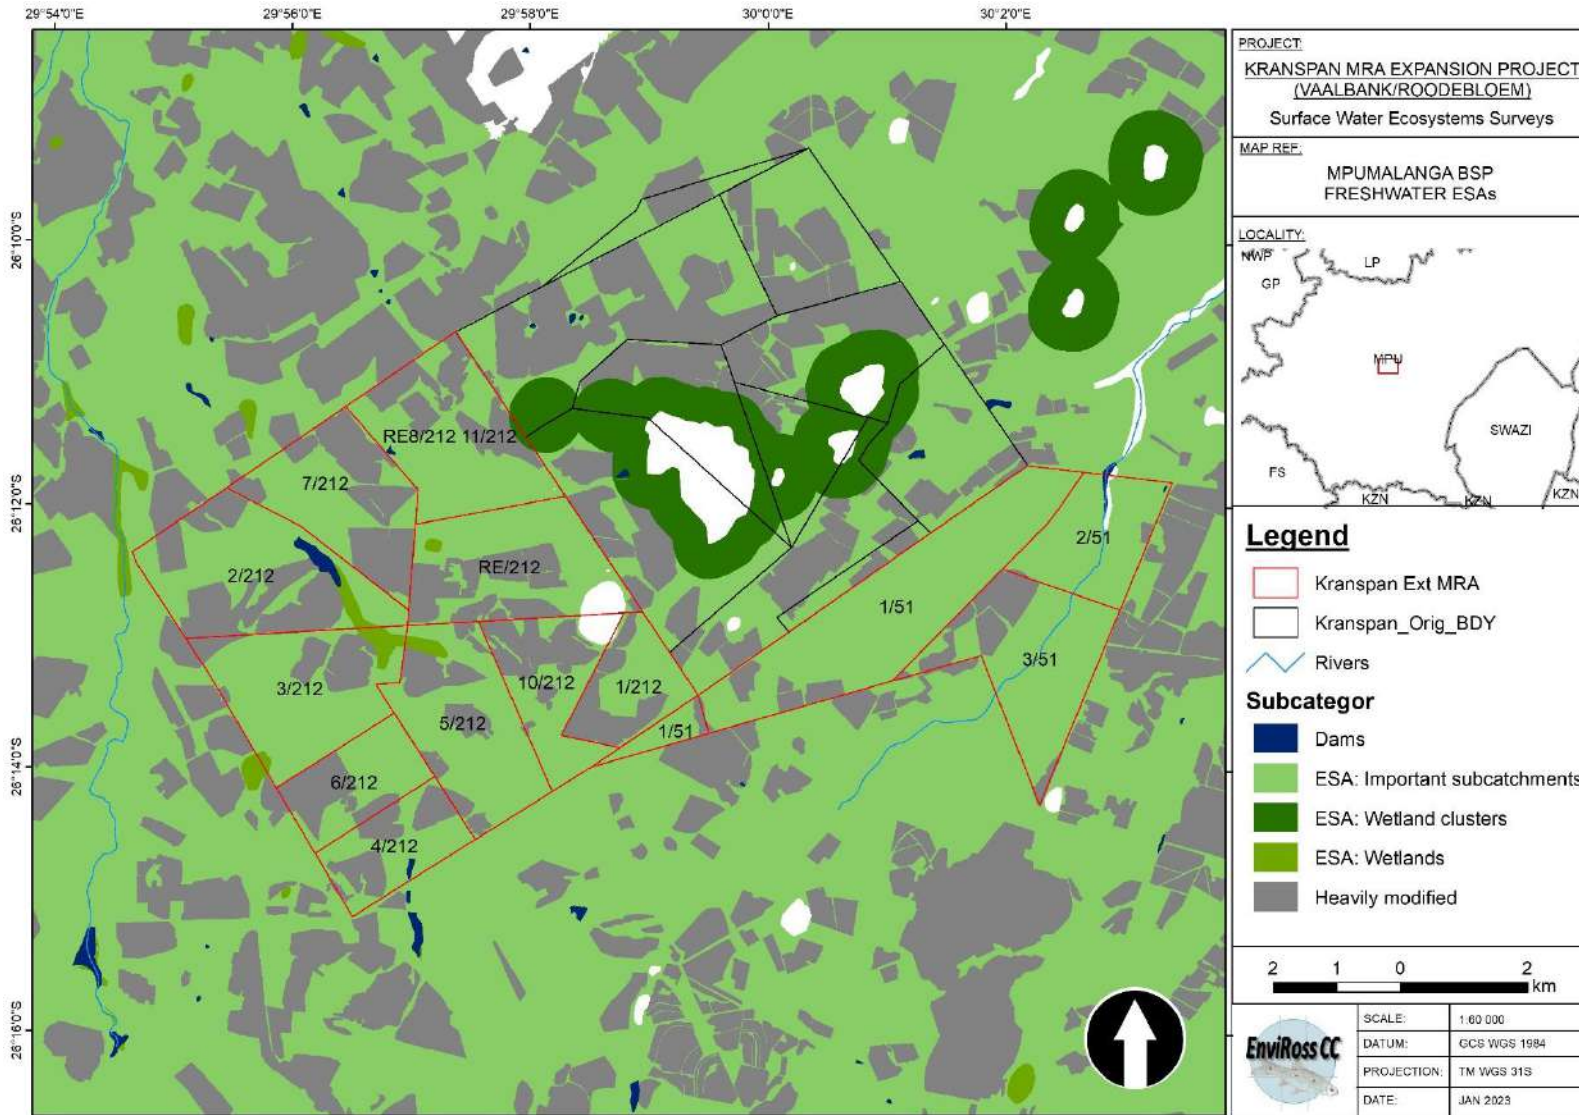 29°54'0"E
29°56'0"E
29°58'0"E
30°0'0"E
30°2'0"E
26°10'0"S
26°12'0"S
26°14'0"S
26°16'0"S
RE8/212 11/212
7/212
2/212
RE/212
2/51
1/51
3/51
3/212
10/212
1/212
5/212
1/51
6/212
4/212
PROJECT:
KRANSPAN MRA EXPANSION PROJECT
(VAALBANK/ROODEBLOEM)
Surface Water Ecosystems Surveys
MAP REF:
MPUMALANGA BSP
FRESHWATER ESAs
LOCALITY:
NWP
LP
GP
MPU
SWAZI
FS
KZN
KZN
KZN
Legend
Kranspan Ext MRA
Kranspan_Orig_BDY
Rivers
Subcategor
Dams
ESA: Important subcatchments
ESA: Wetland clusters
ESA: Wetlands
Heavily modified
2 1 0 2
km
EnviRoss CC
SCALE: 1:60 000
DATUM: GCS WGS 1984
PROJECTION: TM WGS 31S
DATE: JAN 2023